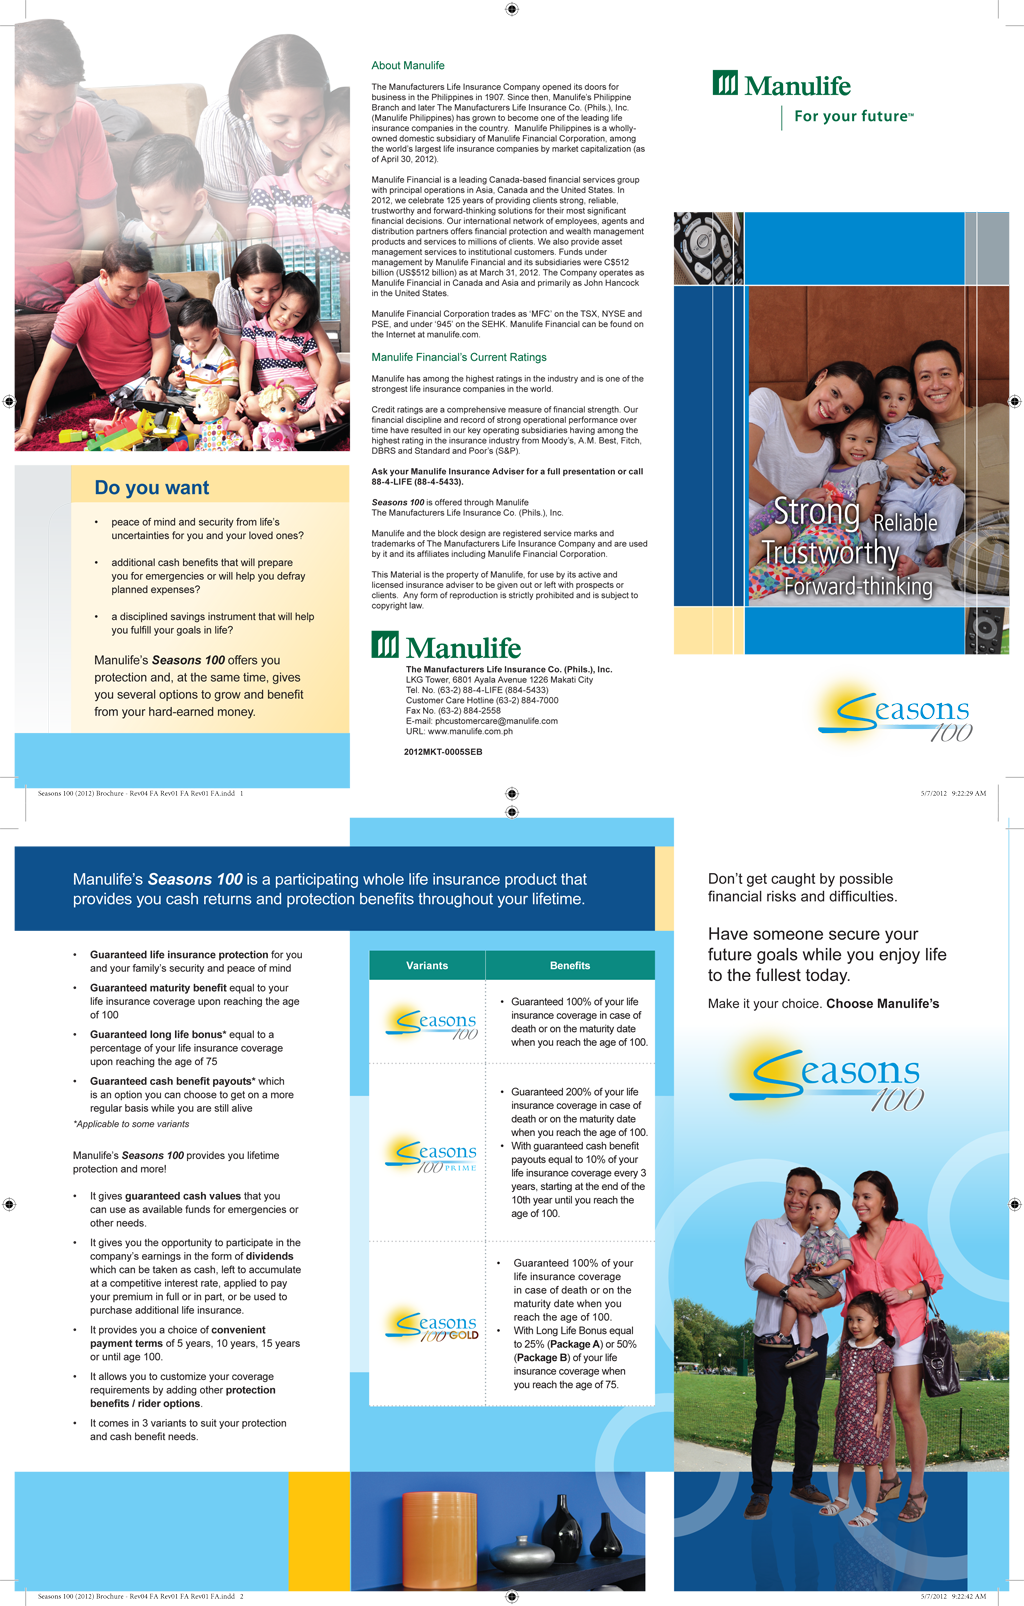 Do you want
• peace of mind and security from life's
uncertainties for you and your loved ones?
• additional cash benefits that will prepare
you for emergencies or will help you defray
planned expenses?
• a disciplined savings instrument that will help
you fulfill your goals in life?
Manulife's Seasons 100 offers you
protection and, at the same time, gives
you several options to grow and benefit
from your hard-earned money.
About Manulife
The Manufacturers Life Insurance Company opened its doors for
business in the Philippines in 1907. Since then, Manulife's Philippine
Branch and later The Manufacturers Life Insurance Co. (Phils.), Inc.
(Manulife Philippines) has grown to become one of the leading life
insurance companies in the country. Manulife Philippines is a wholly-
owned domestic subsidiary of Manulife Financial Corporation, among
the world's largest life insurance companies by market capitalization (as
of April 30, 2012).
Manulife Financial is a leading Canada-based financial services group
with principal operations in Asia, Canada and the United States. In
2012, we celebrate 125 years of providing clients strong, reliable,
trustworthy and forward-thinking solutions for their most significant
financial decisions. Our international network of employees, agents and
distribution partners offers financial protection and wealth management
products and services to millions of clients. We also provide asset
management services to institutional customers. Funds under
management by Manulife Financial and its subsidiaries were C$512
billion (US$512 billion) as at March 31, 2012. The Company operates as
Manulife Financial in Canada and Asia and primarily as John Hancock
in the United States.
Manulife Financial Corporation trades as 'MFC' on the TSX, NYSE and
PSE, and under '945' on the SEHK. Manulife Financial can be found on
the Internet at manulife.com.
Manulife Financial's Current Ratings
Manulife has among the highest ratings in the industry and is one of the
strongest life insurance companies in the world.
Credit ratings are a comprehensive measure of financial strength. Our
financial discipline and record of strong operational performance over
time have resulted in our key operating subsidiaries having among the
highest rating in the insurance industry from Moody's, A.M. Best, Fitch,
DBRS and Standard and Poor's (S&P).
Ask your Manulife Insurance Adviser for a full presentation or call
88-4-LIFE (88-4-5433).
Seasons 100 is offered through Manulife
The Manufacturers Life Insurance Co. (Phils.), Inc.
Manulife and the block design are registered service marks and
trademarks of The Manufacturers Life Insurance Company and are used
by it and its affiliates including Manulife Financial Corporation.
This Material is the property of Manulife, for use by its active and
licensed insurance adviser to be given out or left with prospects or
clients. Any form of reproduction is strictly prohibited and is subject to
copyright law.
Manulife
The Manufacturers Life Insurance Co. (Phils.), Inc.
LKG Tower, 6801 Ayala Avenue 1226 Makati City
Tel. No. (63-2) 88-4-LIFE (884-5433)
Customer Care Hotline (63-2) 884-7000
Fax No. (63-2) 884-2558
E-mail: phcustomercare@manulife.com
URL: www.manulife.com.ph
2012MKT-0005SEB
Manulife
For your future™
Strong Reliable
Trustworthy
Forward-thinking
Seasons
100
Seasons 100 (2012) Brochure - Rev04 FA Rev01 FA Rev01 FA.indd 1
5/7/2012 9:22:29 AM
Manulife's Seasons 100 is a participating whole life insurance product that
provides you cash returns and protection benefits throughout your lifetime.
• Guaranteed life insurance protection for you
and your family's security and peace of mind
• Guaranteed maturity benefit equal to your
life insurance coverage upon reaching the age
of 100
• Guaranteed long life bonus* equal to a
percentage of your life insurance coverage
upon reaching the age of 75
• Guaranteed cash benefit payouts* which
is an option you can choose to get on a more
regular basis while you are still alive
*Applicable to some variants
Manulife's Seasons 100 provides you lifetime
protection and more!
• It gives guaranteed cash values that you
can use as available funds for emergencies or
other needs.
• It gives you the opportunity to participate in the
company's earnings in the form of dividends
which can be taken as cash, left to accumulate
at a competitive interest rate, applied to pay
your premium in full or in part, or be used to
purchase additional life insurance.
• It provides you a choice of convenient
payment terms of 5 years, 10 years, 15 years
or until age 100.
• It allows you to customize your coverage
requirements by adding other protection
benefits / rider options.
• It comes in 3 variants to suit your protection
and cash benefit needs.
Variants Benefits
Seasons
100
• Guaranteed 100% of your life
insurance coverage in case of
death or on the maturity date
when you reach the age of 100.
Seasons
100 PRIME
• Guaranteed 200% of your life
insurance coverage in case of
death or on the maturity date
when you reach the age of 100.
• With guaranteed cash benefit
payouts equal to 10% of your
life insurance coverage every 3
years, starting at the end of the
10th year until you reach the
age of 100.
Seasons
100 GOLD
• Guaranteed 100% of your
life insurance coverage
in case of death or on the
maturity date when you
reach the age of 100.
• With Long Life Bonus equal
to 25% (Package A) or 50%
(Package B) of your life
insurance coverage when
you reach the age of 75.
Don't get caught by possible
financial risks and difficulties.
Have someone secure your
future goals while you enjoy life
to the fullest today.
Make it your choice. Choose Manulife's
Seasons
100
Seasons 100 (2012) Brochure - Rev04 FA Rev01 FA Rev01 FA.indd 2
5/7/2012 9:22:42 AM